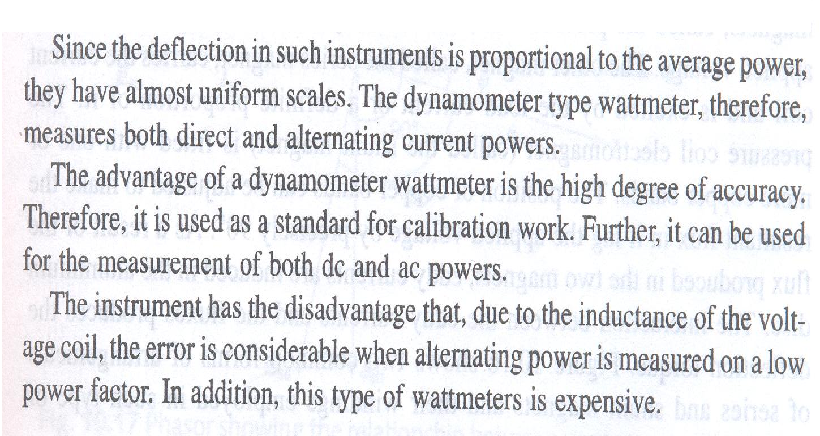 Since the deflection in such instruments is proportional to the average power,
they have almost uniform scales. The dynamometer type wattmeter, therefore,
measures both direct and alternating current powers.
The advantage of a dynamometer wattmeter is the high degree of accuracy.
Therefore, it is used as a standard for calibration work. Further, it can be used
for the measurement of both dc and ac powers.
The instrument has the disadvantage that, due to the inductance of the volt-
age coil, the error is considerable when alternating power is measured on a low
power factor. In addition, this type of wattmeters is expensive.